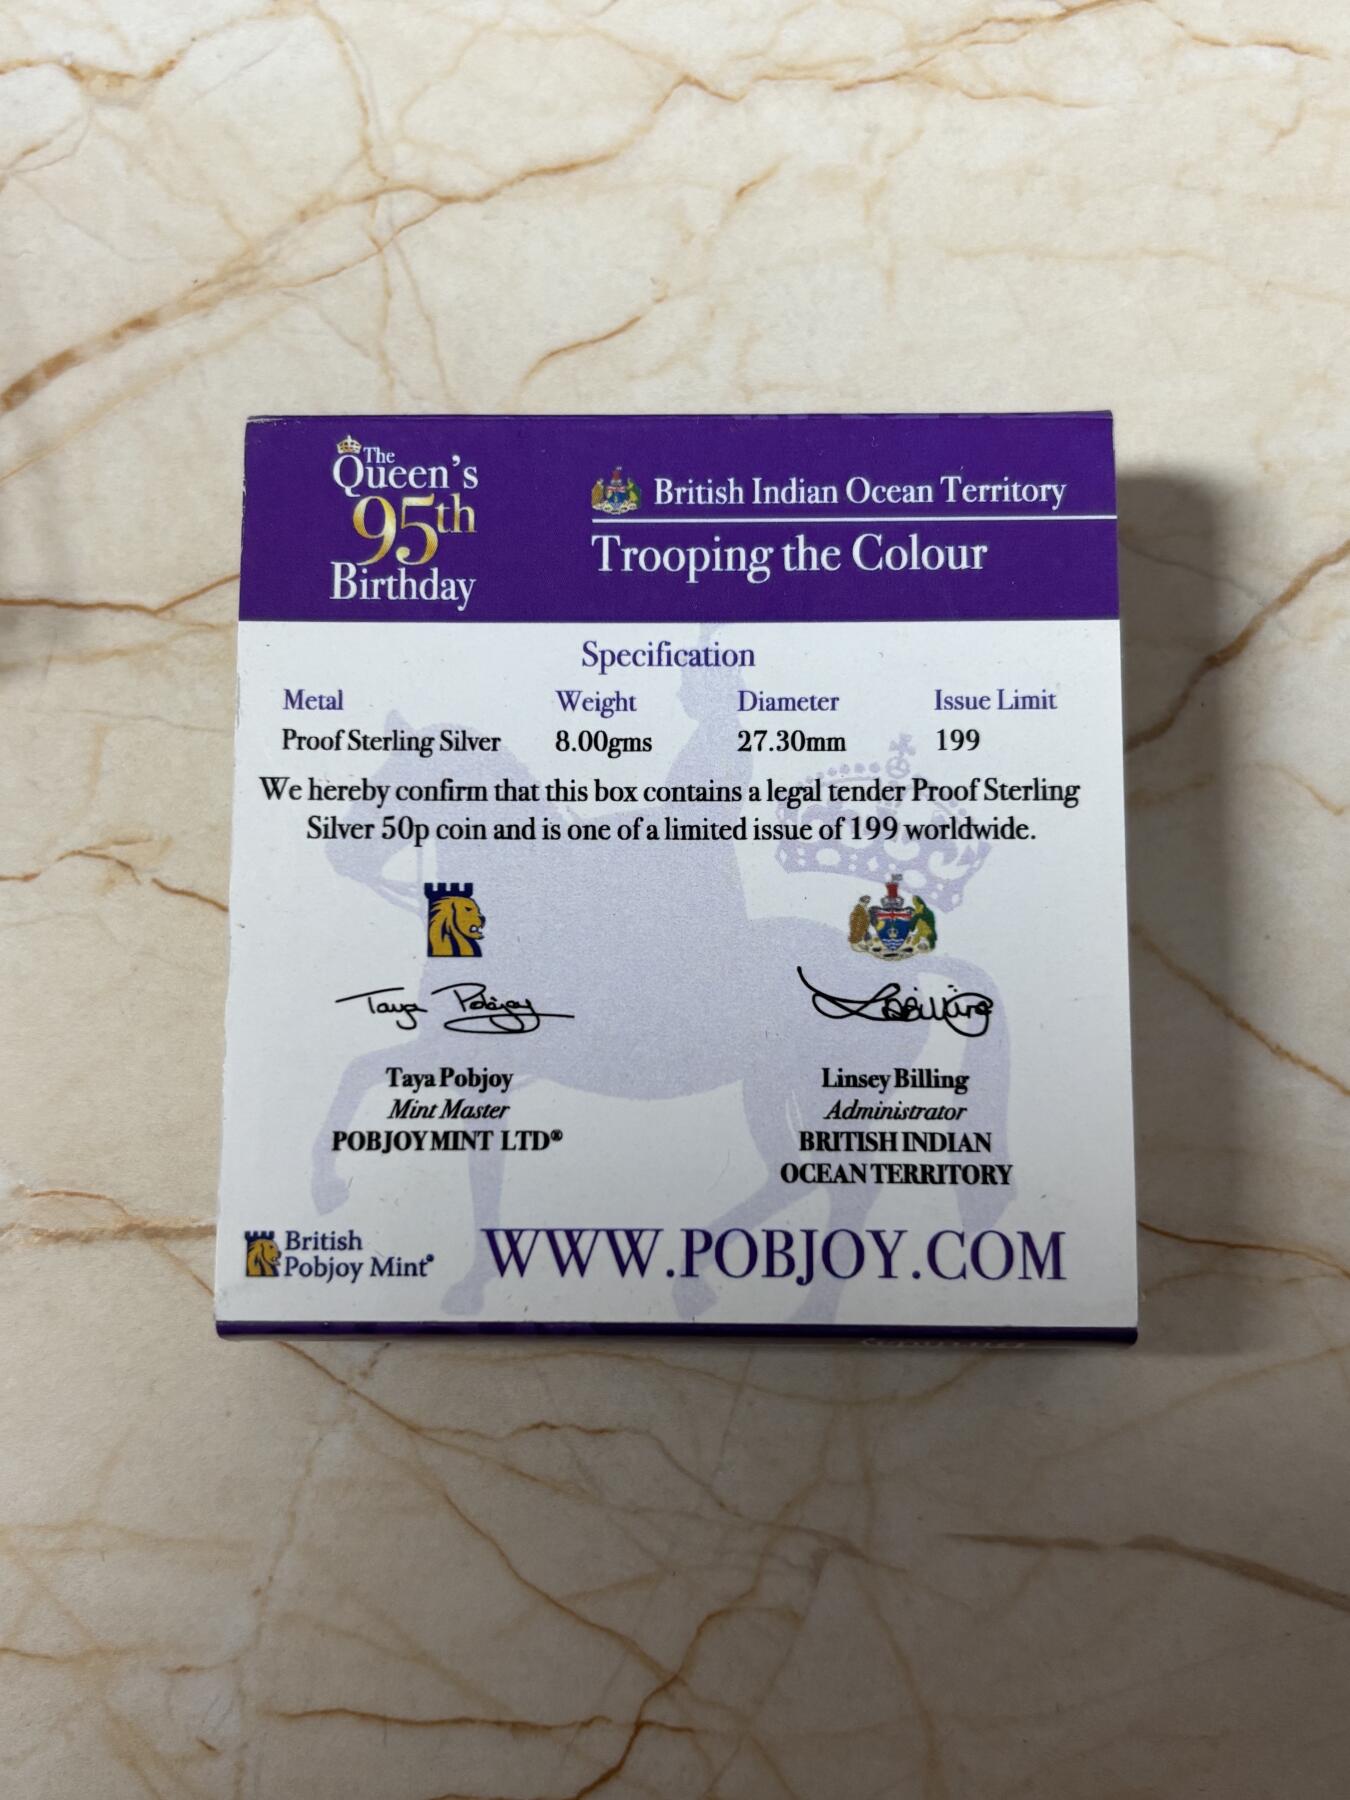 The
Queen's
95th
Birthday
British Indian Ocean Territory
Trooping the Colour
Specification
Metal Weight Diameter Issue Limit
Proof Sterling Silver 8.00gms 27.30mm 199
We hereby confirm that this box contains a legal tender Proof Sterling
Silver 50p coin and is one of a limited issue of 199 worldwide.
Taya Pobjoy
Taya Pobjoy Linsey Billing
Mint Master Administrator
POBJOY MINT LTD® BRITISH INDIAN
OCEAN TERRITORY
British
Pobjoy Mint®
WWW.POBJOY.COM